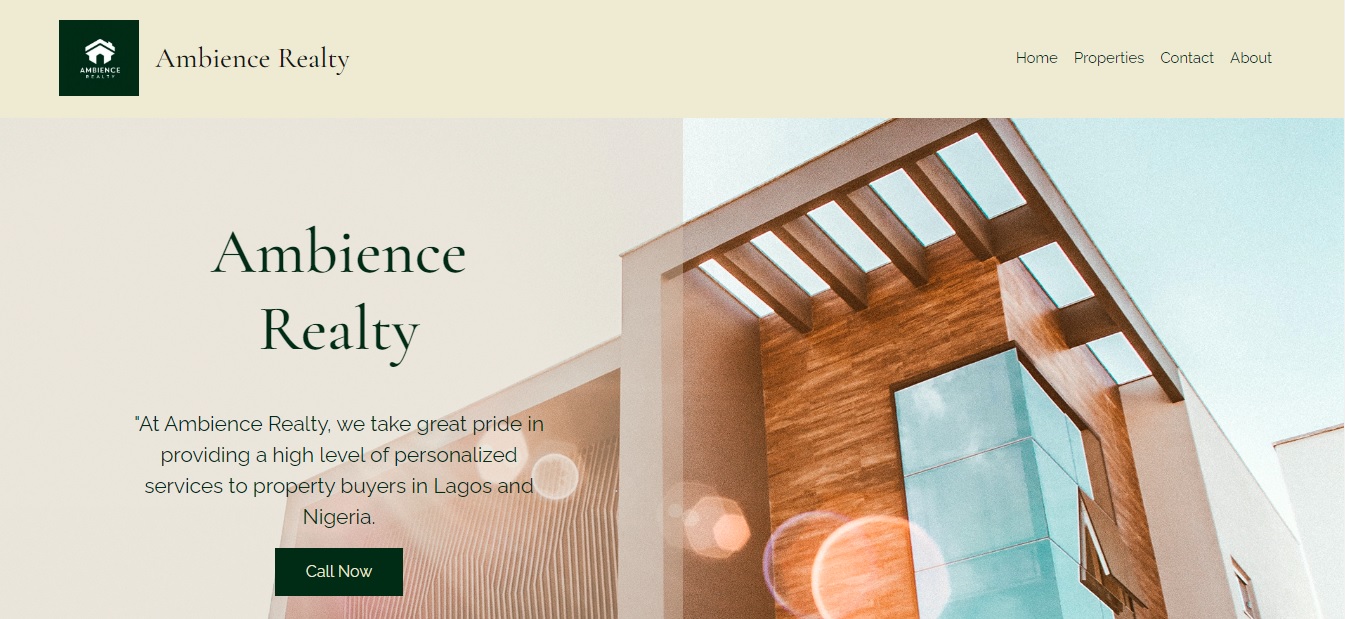 AMBIENCE
REALTY
Ambience Realty
Home Properties Contact About
Ambience
Realty
"At Ambience Realty, we take great pride in
providing a high level of personalized
services to property buyers in Lagos and
Nigeria.
Call Now